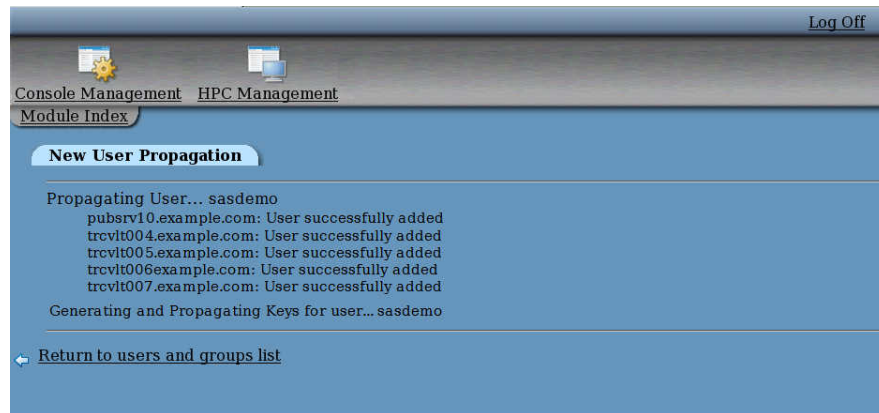 Log Off
Console Management HPC Management
Module Index
New User Propagation
Propagating User... sasdemo
pubsrv10.example.com: User successfully added
trcvlt004.example.com: User successfully added
trcvlt005.example.com: User successfully added
trcvlt006example.com: User successfully added
trcvlt007.example.com: User successfully added
Generating and Propagating Keys for user... sasdemo
Return to users and groups list